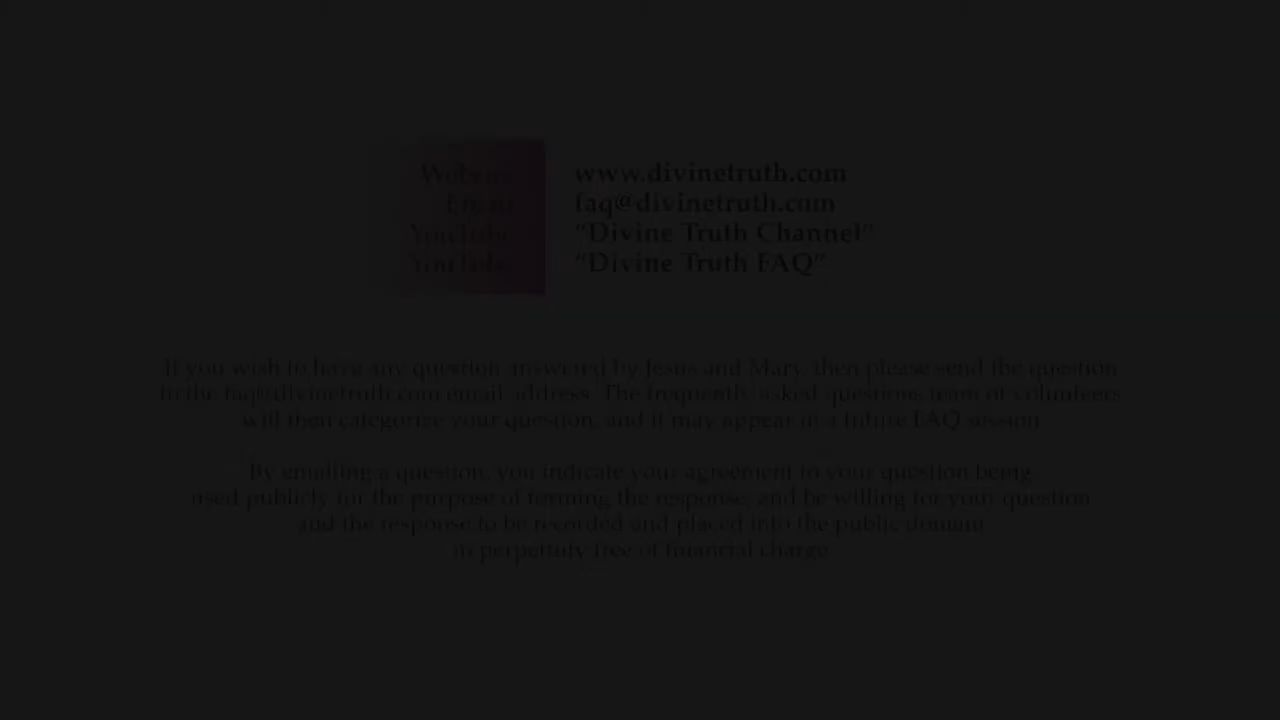 Website www.divinetruth.com
Email faq@divinetruth.com
YouTube "Divine Truth Channel"
YouTube "Divine Truth FAQ"
If you wish to have any question answered by Jesus and Mary, then please send the question
to the faq@divinetruth.com email address. The frequently asked questions team of volunteers
will then categorize your question, and it may appear in a future FAQ session.
By emailing a question, you indicate your agreement to your question being
used publicly for the purpose of forming the response, and be willing for your question
and the response to be recorded and placed into the public domain
in perpetuity free of financial charge.